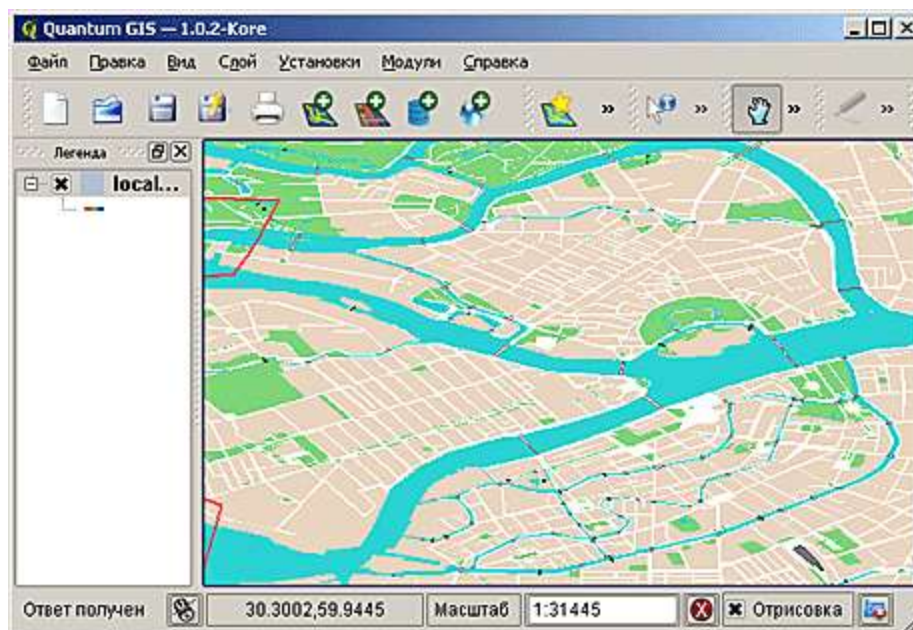 Quantum GIS — 1.0.2-Kore
Файл Правка Вид Слой Установки Модули Справка
Легенда
local...
Ответ получен 30.3002,59.9445 Масштаб 1:31445 Отрисовка